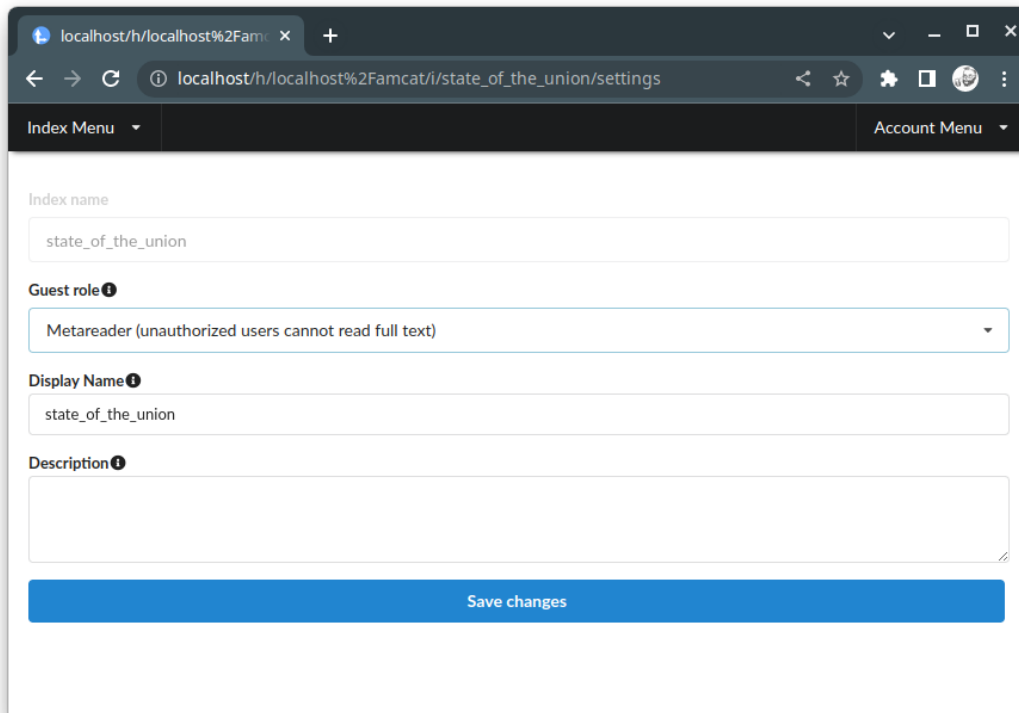 localhost/h/localhost%2Famc
localhost/h/localhost%2Famcat/i/state_of_the_union/settings
Index Menu
Account Menu
Index name
state_of_the_union
Guest role
Metareader (unauthorized users cannot read full text)
Display Name
state_of_the_union
Description
Save changes